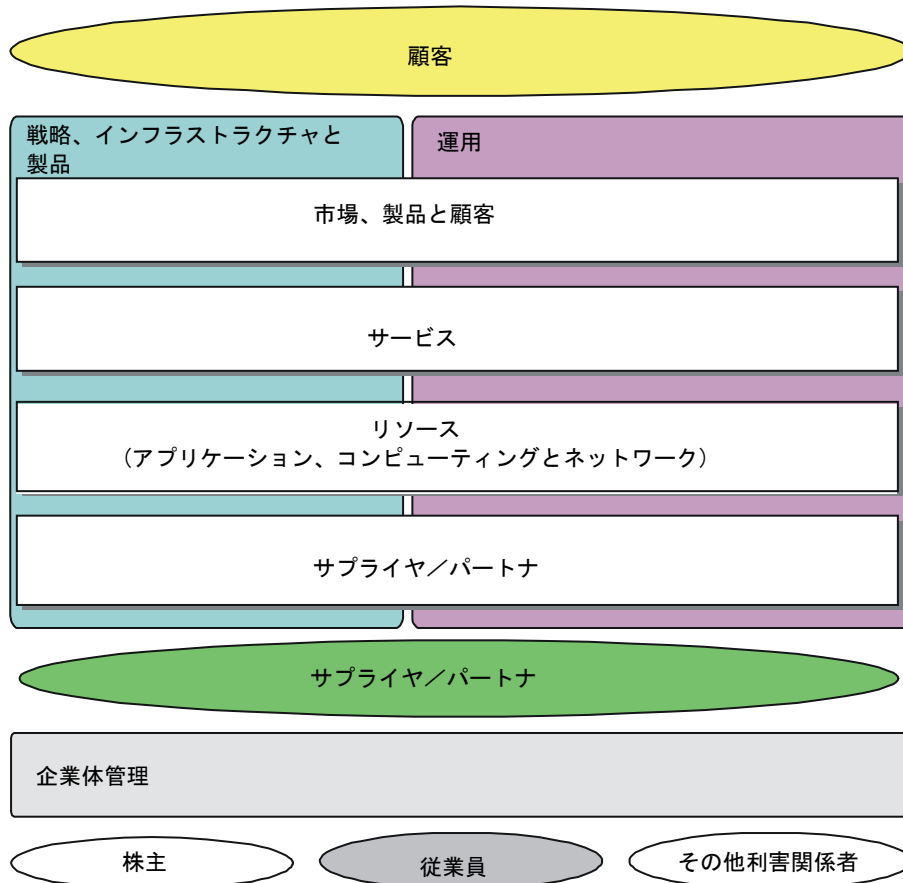 顧客
戦略、インフラストラクチャと
製品
運用
市場、製品と顧客
サービス
リソース
（アプリケーション、コンピューティングとネットワーク）
サプライヤ／パートナ
サプライヤ／パートナ
企業体管理
株主
従業員
その他利害関係者